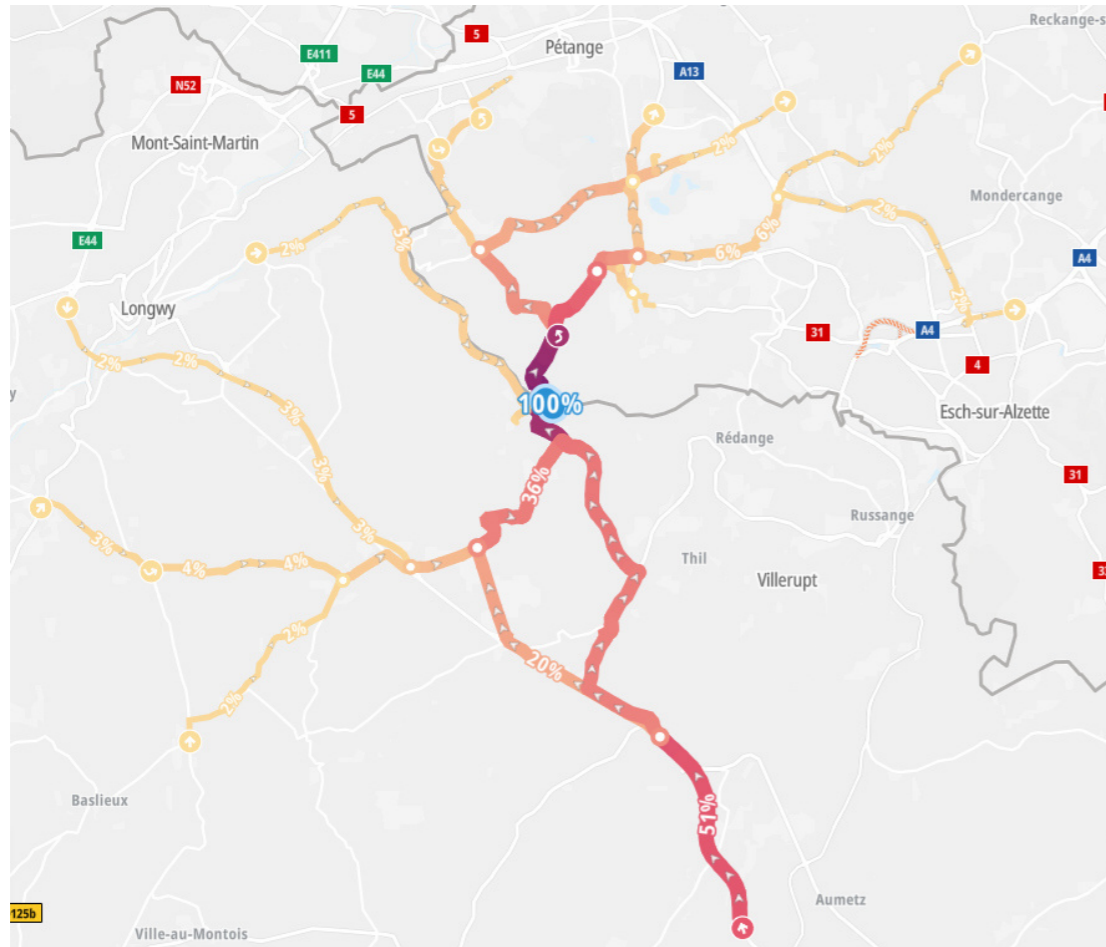 Reckange-s
5
Pétange
E411
E44
A13
N52
5
Mont-Saint-Martin
2%
2%
Mondercange
2%
5%
2%
E44
6%
6%
A4
Longwy
2%
31
A4
4
y
2%
2%
3%
100%
Esch-sur-Alzette
Rédange
3%
36%
31
3%
Russange
3%
4%
4%
Thil
Villerupt
2%
20%
2%
Baslieux
51%
Aumetz
125b
Ville-au-Montois